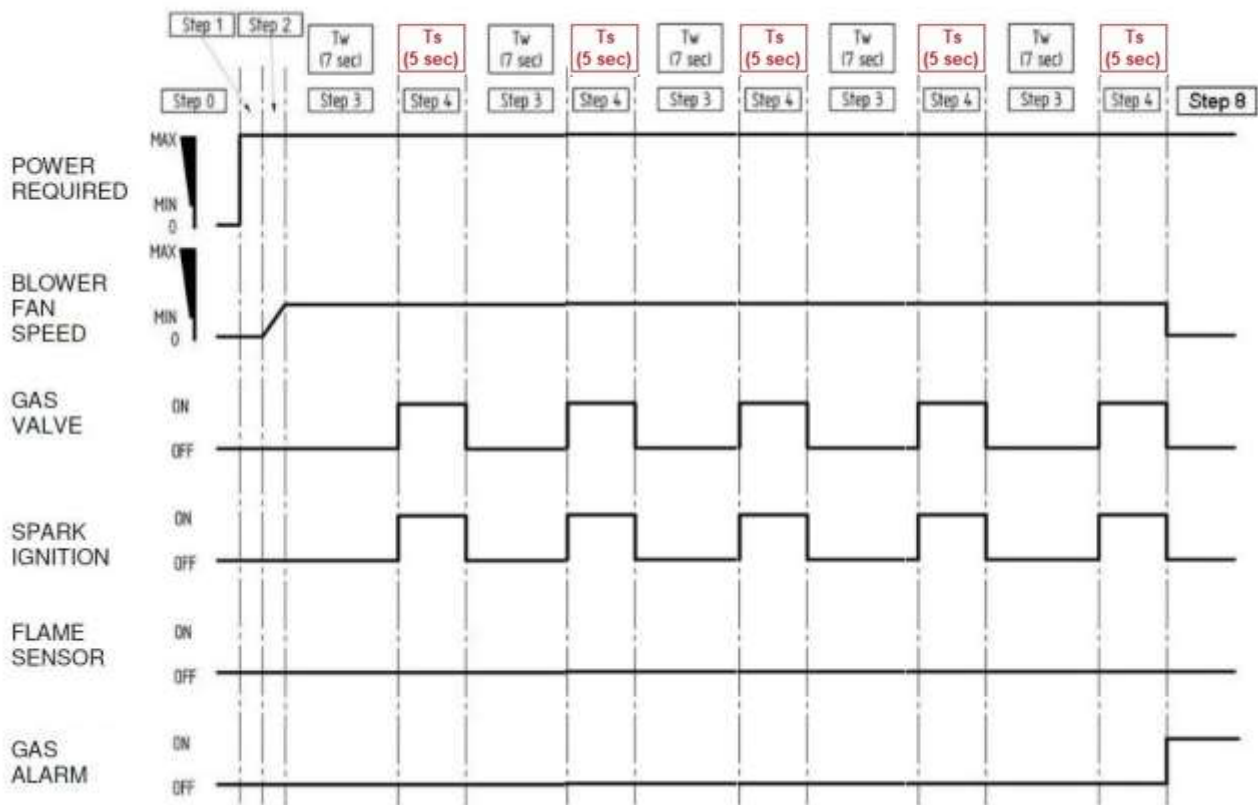 Step 1 Step 2
Tw Ts Tw Ts Tw Ts Tw Ts Tw Ts
(7 sec) (5 sec) (7 sec) (5 sec) (7 sec) (5 sec) (7 sec) (5 sec) (7 sec) (5 sec)
Step 0 Step 3 Step 4 Step 3 Step 4 Step 3 Step 4 Step 3 Step 4 Step 3 Step 4 Step 8
MAX
POWER
REQUIRED
MIN
0
MAX
BLOWER
FAN
SPEED
MIN
0
GAS
VALVE
ON
OFF
SPARK
IGNITION
ON
OFF
FLAME
SENSOR
ON
OFF
GAS
ALARM
ON
OFF